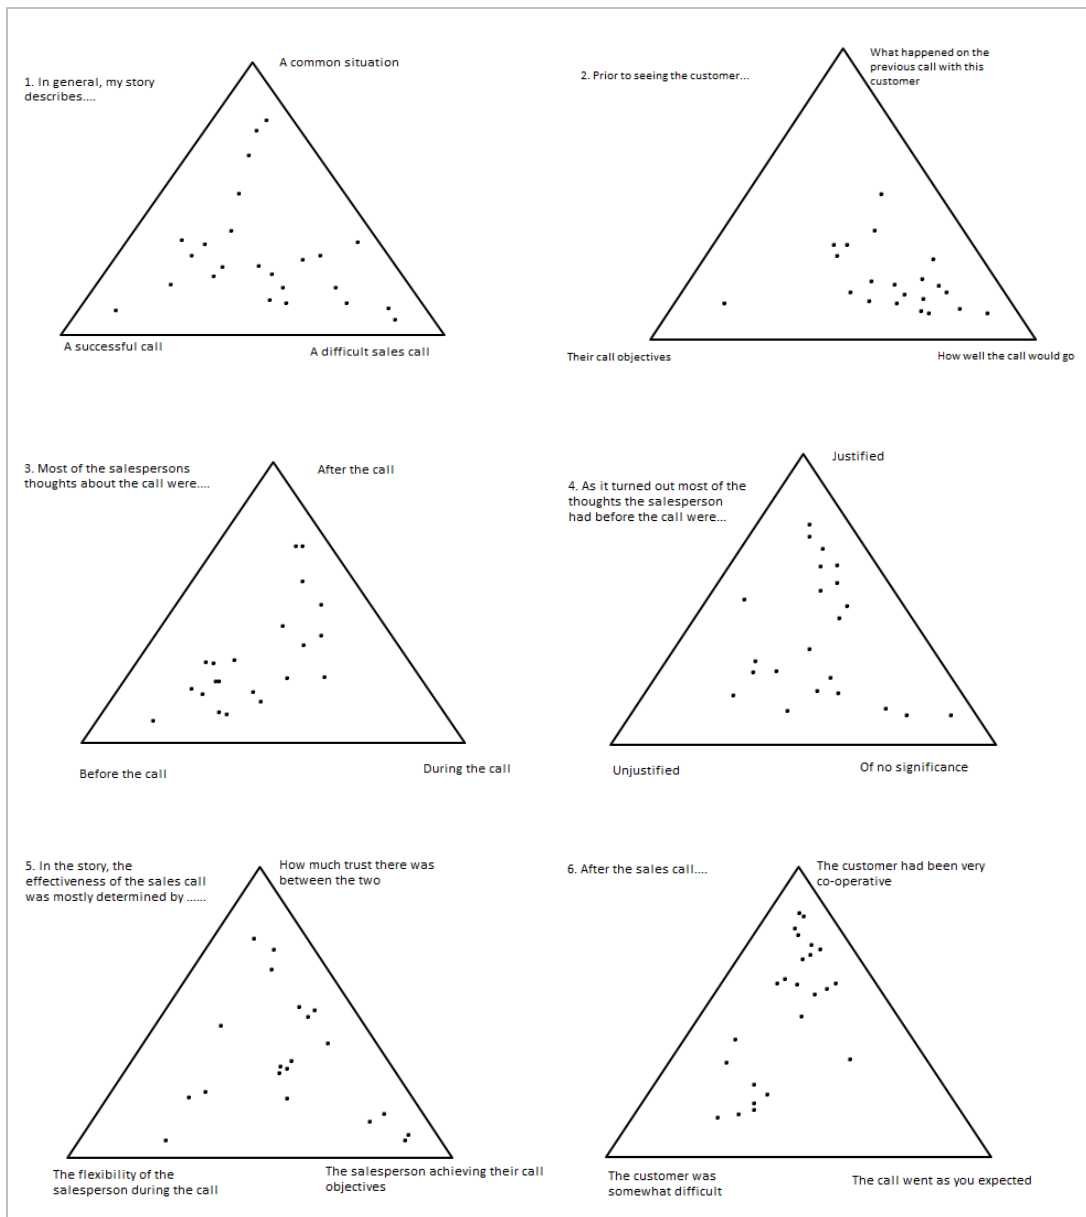 A common situation
1. In general, my story
describes....
A successful call
A difficult sales call
What happened on the
previous call with this
customer
2. Prior to seeing the customer...
Their call objectives
How well the call would go
3. Most of the salespersons
thoughts about the call were....
After the call
Before the call
During the call
Justified
4. As it turned out most of the
thoughts the salesperson
had before the call were...
Unjustified
Of no significance
5. In the story, the
effectiveness of the sales call
was mostly determined by ......
How much trust there was
between the two
The flexibility of the
salesperson during the call
The salesperson achieving their call
objectives
6. After the sales call....
The customer had been very
co-operative
The customer was
somewhat difficult
The call went as you expected